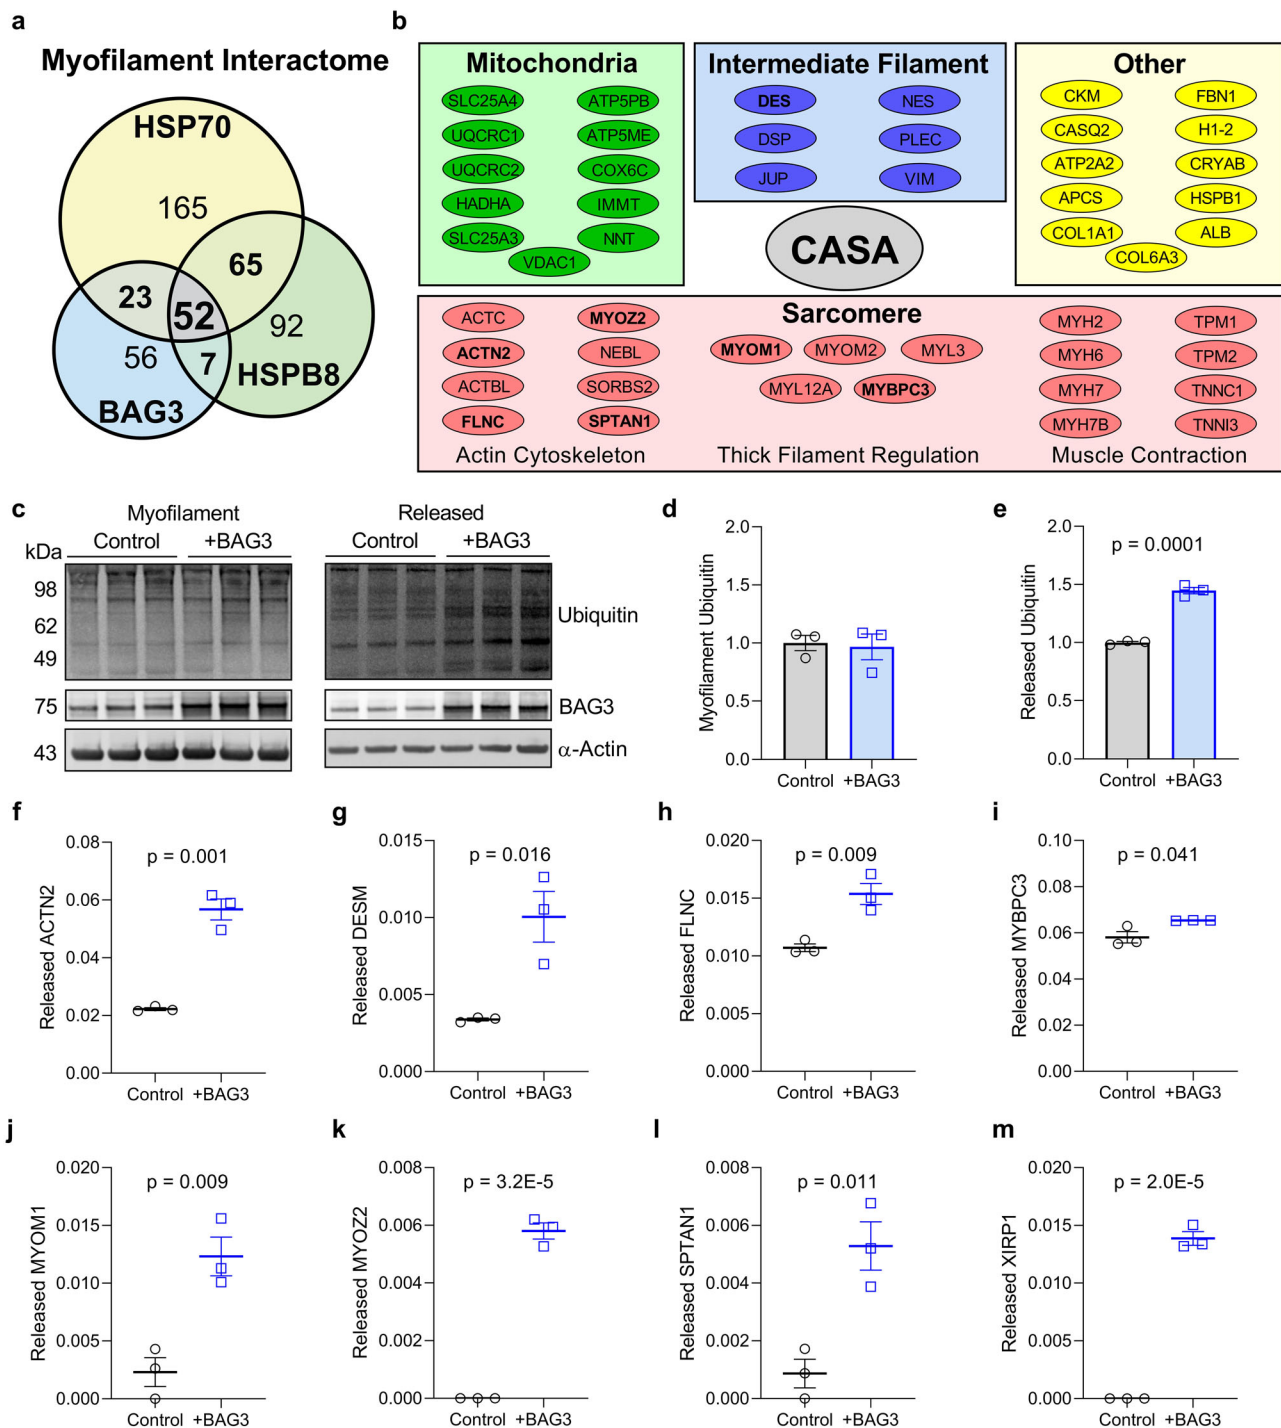 a
Myofilament Interactome
HSP70
165
65
23
52
92
56
7
HSPB8
BAG3
b
Mitochondria
SLC25A4
ATP5PB
UQCRC1
ATP5ME
UQCRC2
COX6C
HADHA
IMMT
SLC25A3
NNT
VDAC1
Intermediate Filament
DES
NES
DSP
PLEC
JUP
VIM
CASA
Other
CKM
FBN1
CASQ2
H1-2
ATP2A2
CRYAB
APCS
HSPB1
COL1A1
ALB
COL6A3
Sarcomere
ACTC
MYOZ2
ACTN2
NEBL
ACTBL
SORBS2
FLNC
SPTAN1
Actin Cytoskeleton
MYOM1
MYOM2
MYL3
MYL12A
MYBPC3
Thick Filament Regulation
MYH2
TPM1
MYH6
TPM2
MYH7
TNNC1
MYH7B
TNNI3
Muscle Contraction
c
Myofilament
Released
kDa
Control
+BAG3
Control
+BAG3
98
62
49
Ubiquitin
75
BAG3
43
α-Actin
d
Myofilament Ubiquitin
2.0
1.5
1.0
0.5
0.0
Control
+BAG3
e
Released Ubiquitin
2.0
1.5
1.0
0.5
0.0
p = 0.0001
Control
+BAG3
f
Released ACTN2
0.08
0.06
0.04
0.02
0.00
p = 0.001
Control
+BAG3
g
Released DESM
0.015
0.010
0.005
0.000
p = 0.016
Control
+BAG3
h
Released FLNC
0.020
0.015
0.010
0.005
0.000
p = 0.009
Control
+BAG3
i
Released MYBPC3
0.10
0.08
0.06
0.04
0.02
0.00
p = 0.041
Control
+BAG3
j
Released MYOM1
0.020
0.015
0.010
0.005
0.000
p = 0.009
Control
+BAG3
k
Released MYOZ2
0.008
0.006
0.004
0.002
0.000
p = 3.2E-5
Control
+BAG3
l
Released SPTAN1
0.008
0.006
0.004
0.002
0.000
p = 0.011
Control
+BAG3
m
Released XIRP1
0.020
0.015
0.010
0.005
0.000
p = 2.0E-5
Control
+BAG3